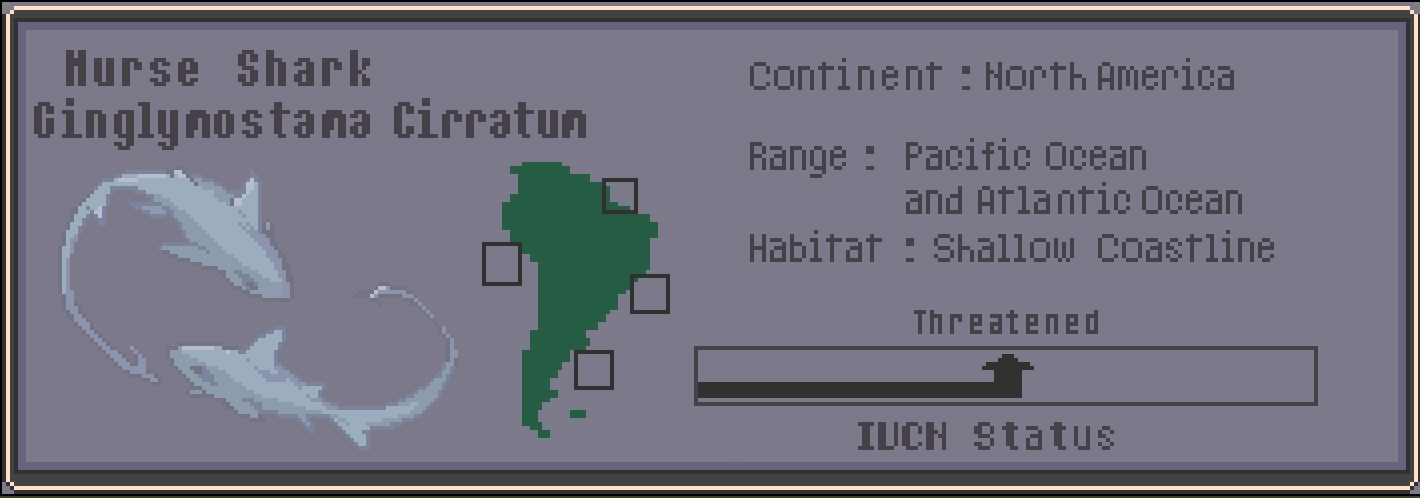 Nurse Shark
Ginglymostama Cirratum
Continent : North America
Range : Pacific Ocean
and Atlantic Ocean
Habitat : Shallow Coastline
Threatened
IUCN Status